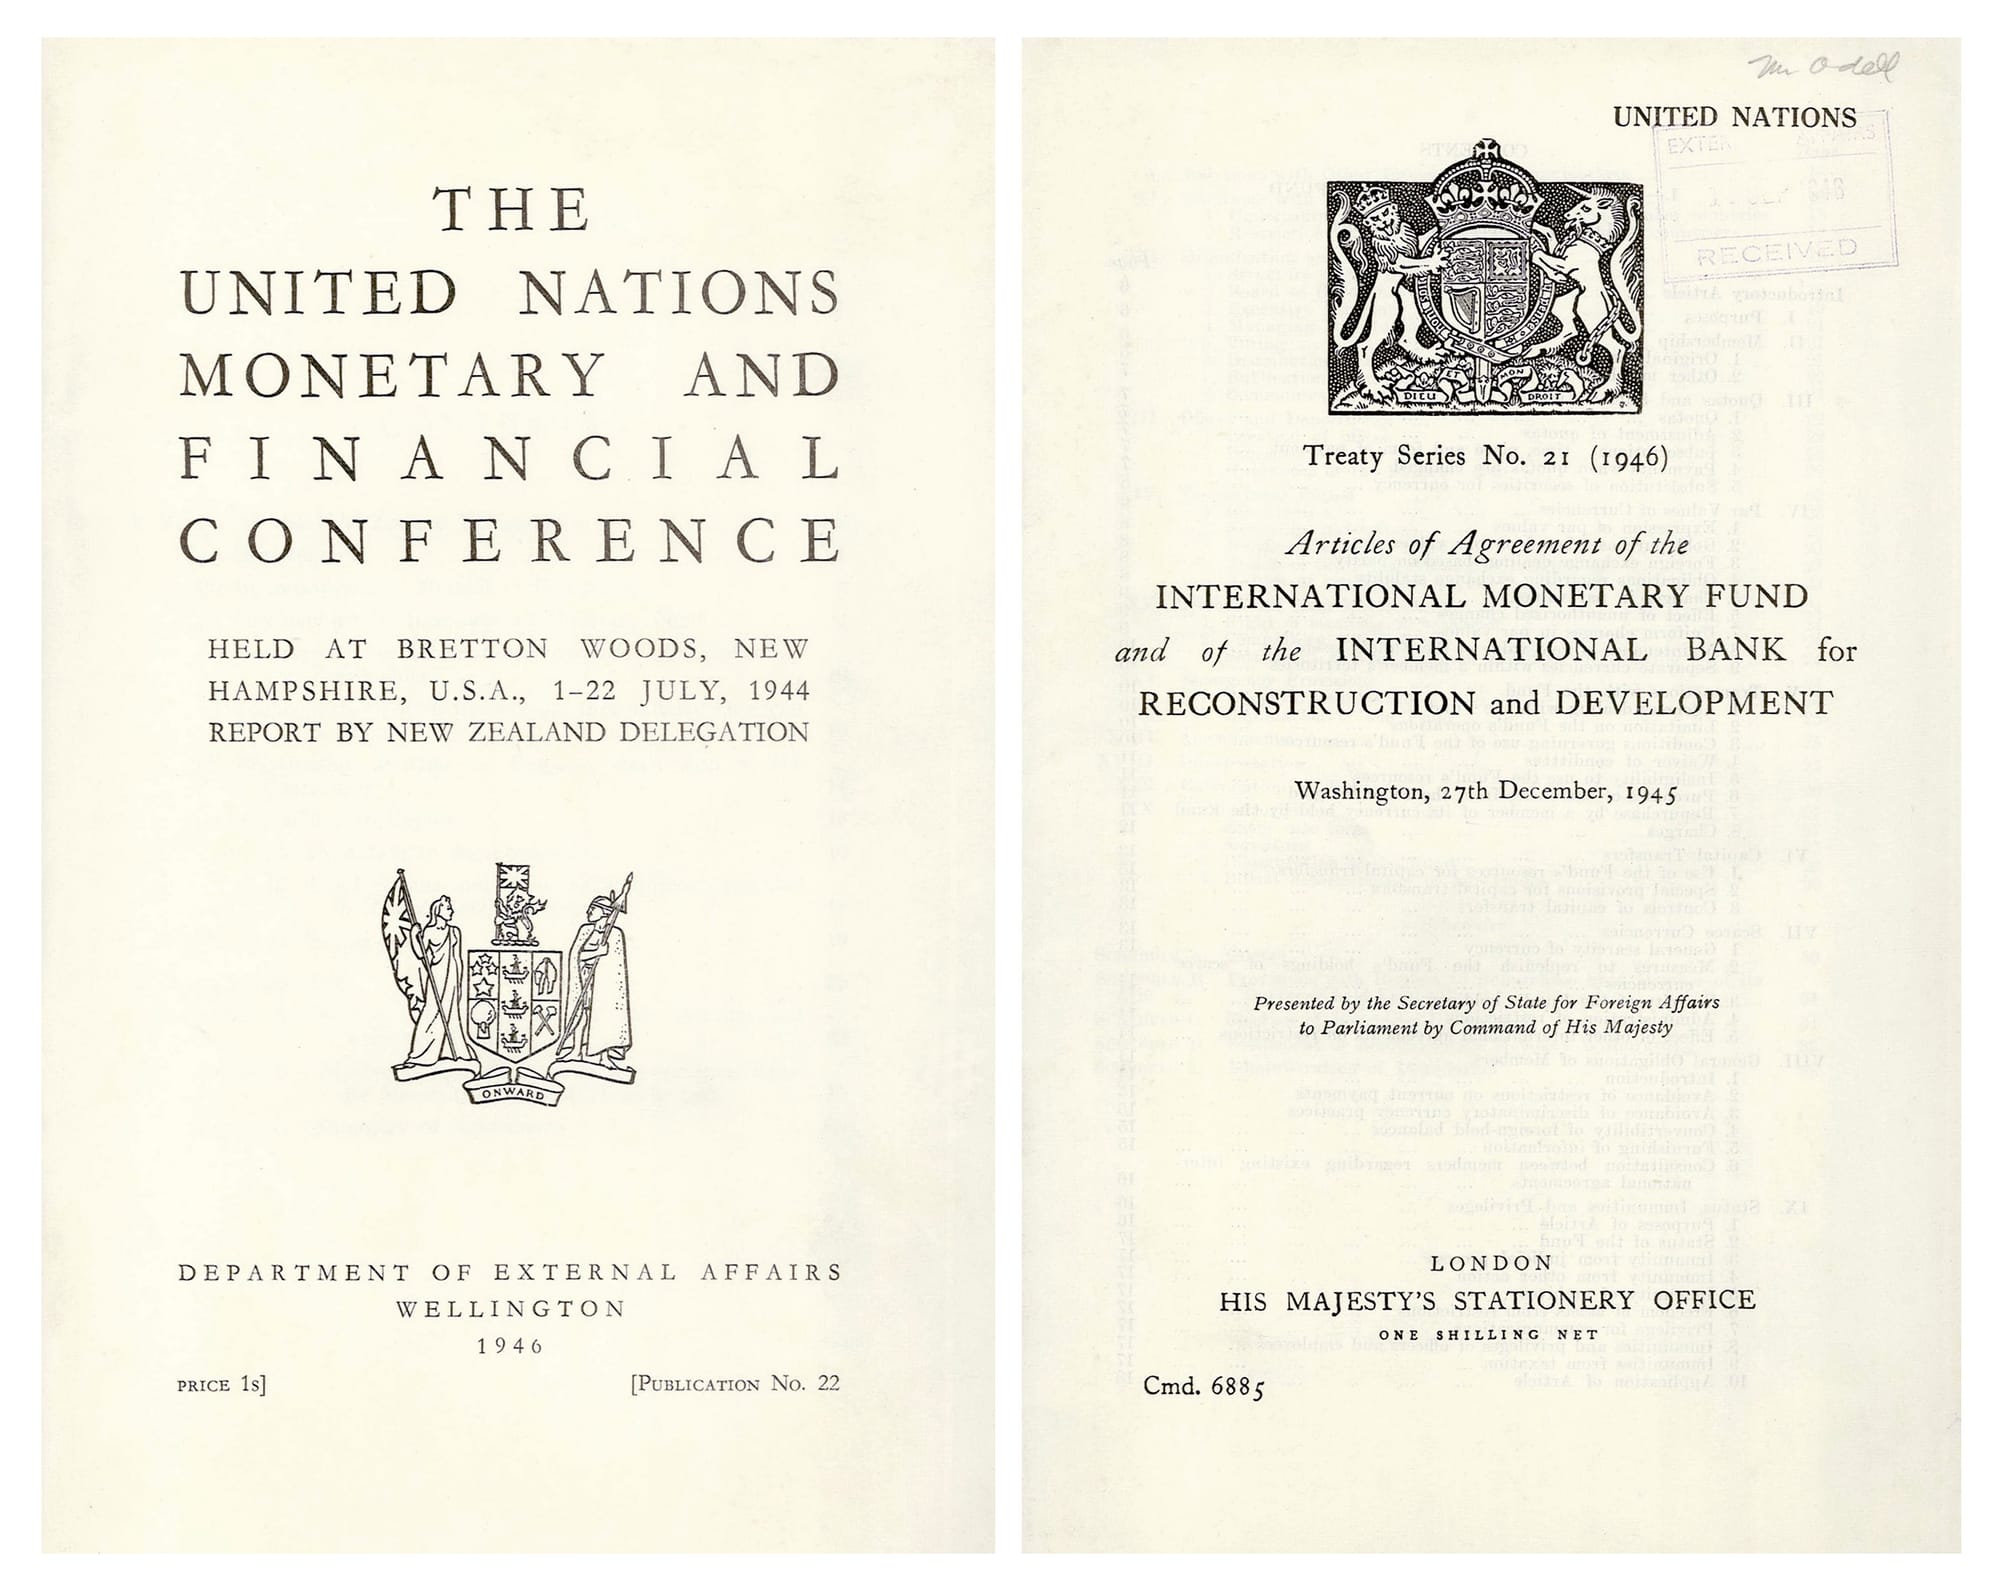 THE
UNITED NATIONS
MONETARY AND
FINANCIAL
CONFERENCE
HELD AT BRETTON WOODS, NEW
HAMPSHIRE, U.S.A., 1–22 JULY, 1944
REPORT BY NEW ZEALAND DELEGATION
ONWARD
DEPARTMENT OF EXTERNAL AFFAIRS
WELLINGTON
1946
PRICE 1s]
[PUBLICATION No. 22
Mr Odell
UNITED NATIONS
RECEIVED
DIEU ET MON DROIT
Treaty Series No. 21 (1946)
Articles of Agreement of the
INTERNATIONAL MONETARY FUND
and of the INTERNATIONAL BANK for
RECONSTRUCTION and DEVELOPMENT
Washington, 27th December, 1945
Presented by the Secretary of State for Foreign Affairs
to Parliament by Command of His Majesty
LONDON
HIS MAJESTY'S STATIONERY OFFICE
ONE SHILLING NET
Cmd. 6885